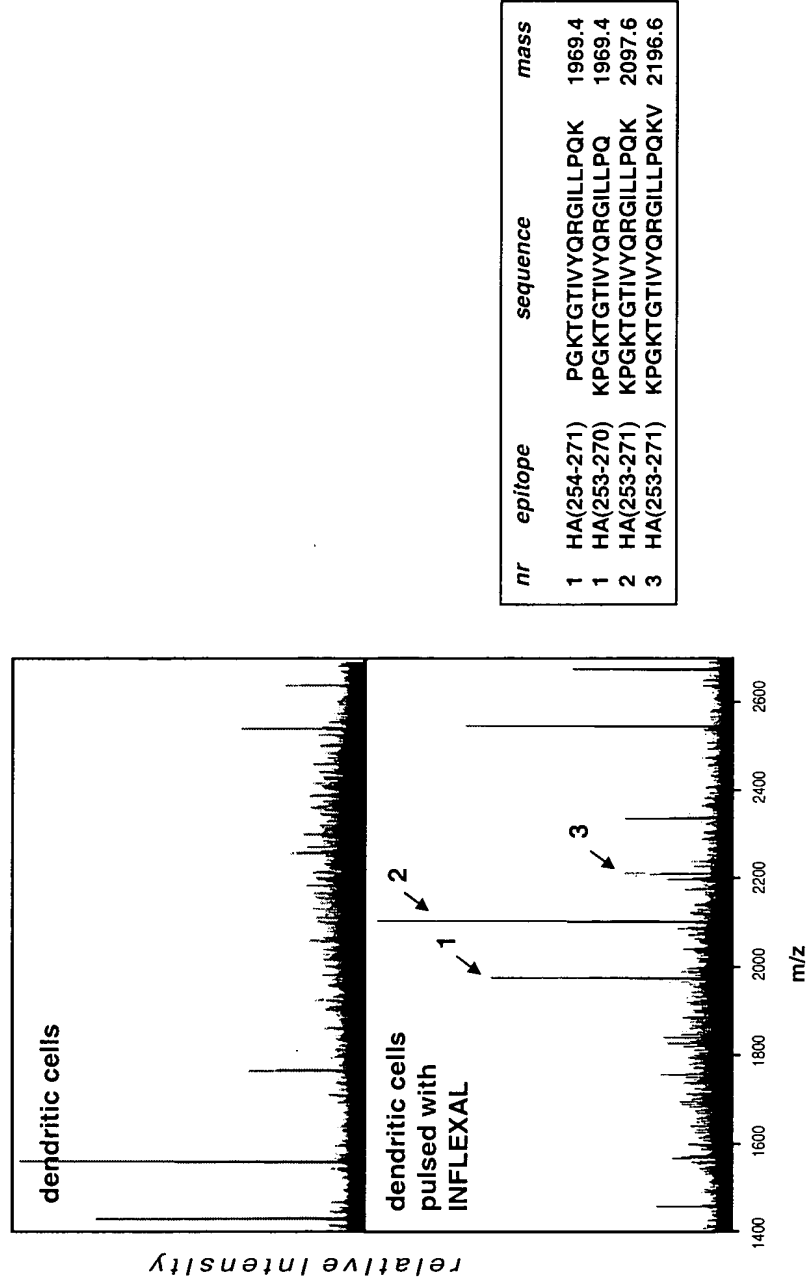 relative intensity
dendritic cells
dendritic cells
pulsed with
INFLEXAL
1
2
3
1400 1600 1800 2000 2200 2400 2600
m/z
nr epitope sequence mass
1 HA(254-271) PGKTGTIVYQRGILLPQK 1969.4
1 HA(253-270) KPGKTGTIVYQRGILLPQ 1969.4
2 HA(253-271) KPGKTGTIVYQRGILLPQK 2097.6
3 HA(253-271) KPGKTGTIVYQRGILLPQKV 2196.6